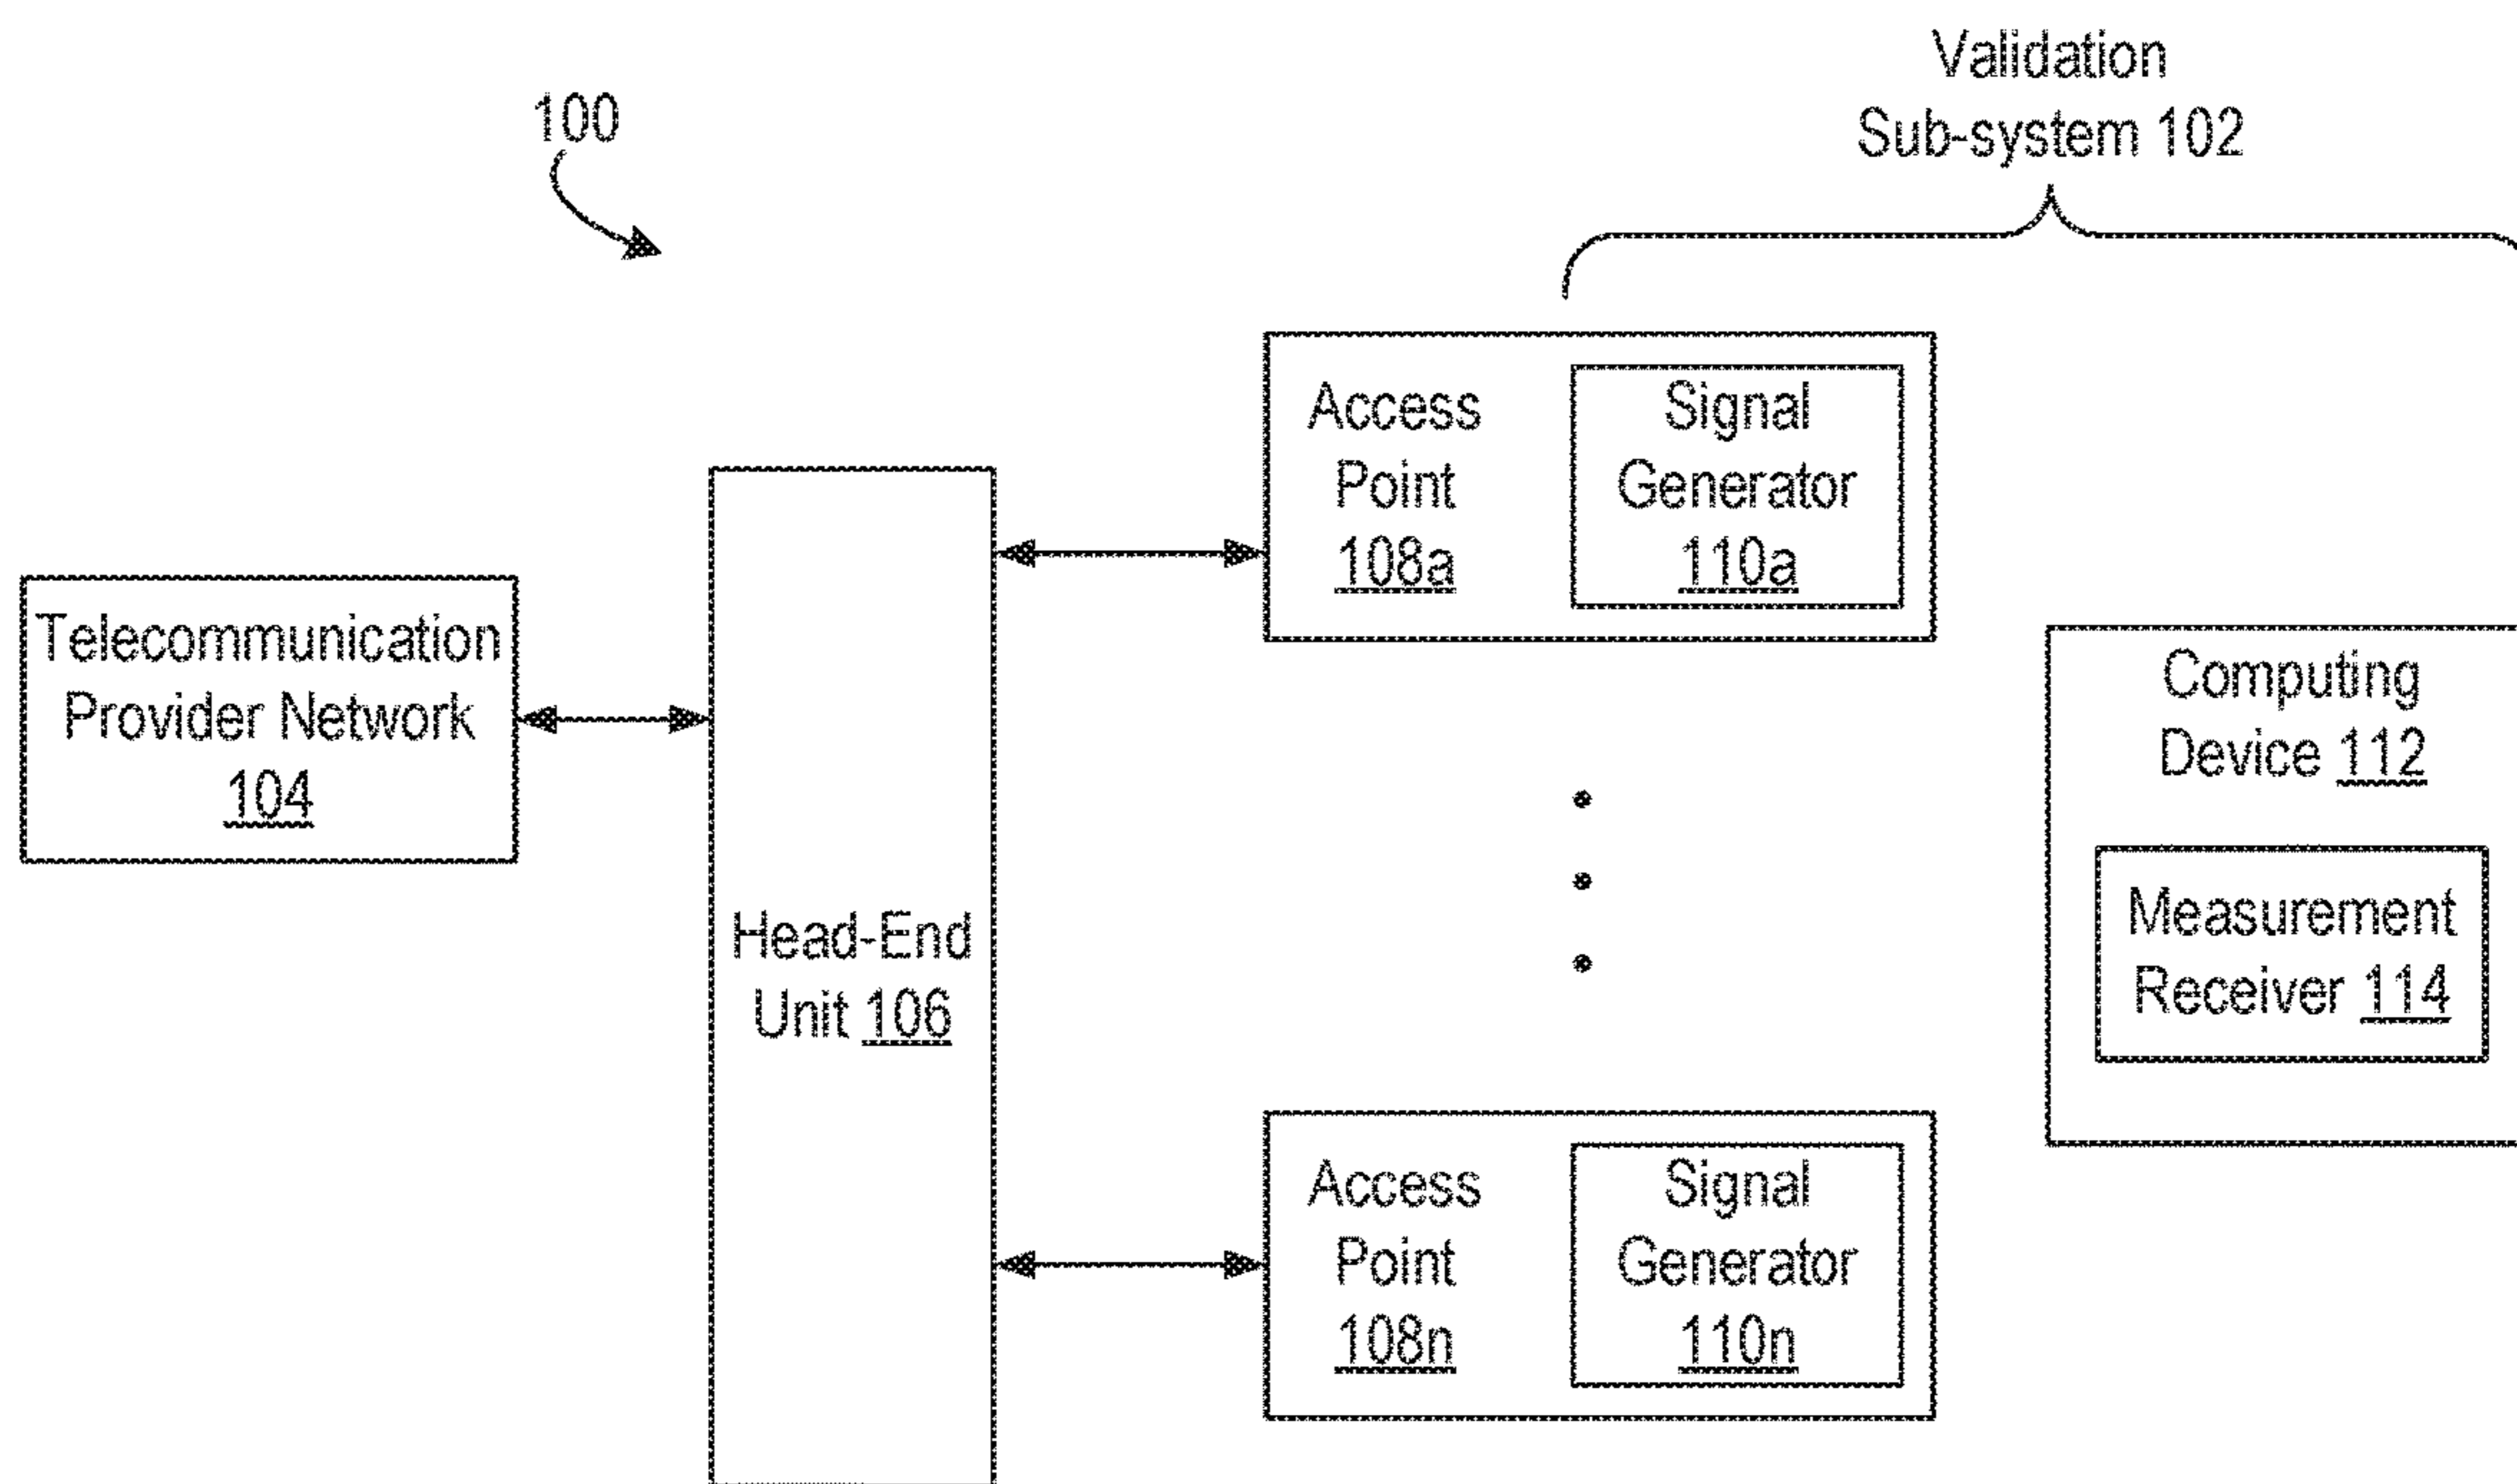 100
Validation
Sub-system 102
Access
Point
108a
Signal
Generator
110a
Telecommunication
Provider Network
104
Head-End
Unit 106
Computing
Device 112
Measurement
Receiver 114
Access
Point
108n
Signal
Generator
110n